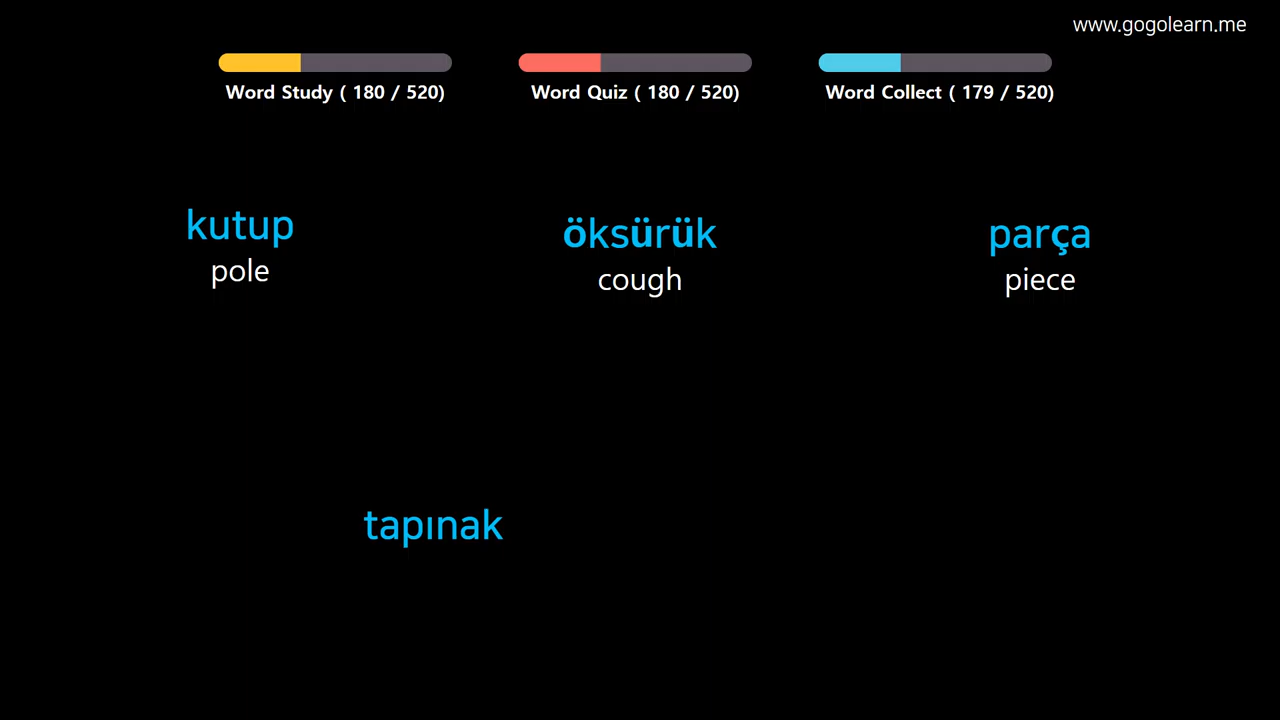 www.gogolearn.me
Word Study ( 180 / 520)
Word Quiz ( 180 / 520)
Word Collect ( 179 / 520)
kutup
pole
öksürük
cough
parça
piece
tapınak